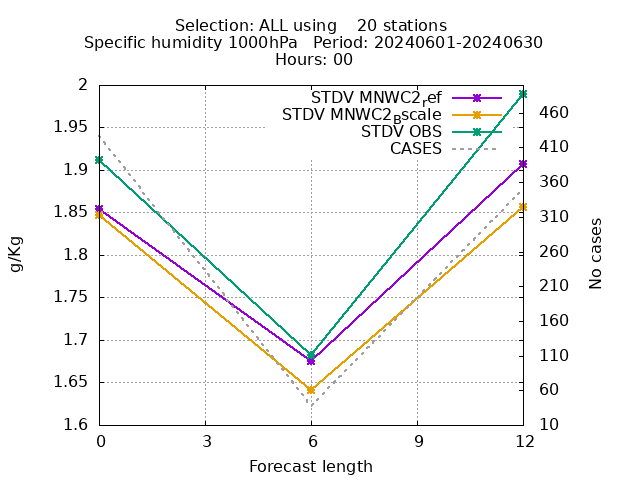 Selection: ALL using    20 stations
Specific humidity 1000hPa   Period: 20240601-20240630
Hours: 00
STDV MNWC2_ref
STDV MNWC2_Bscale
STDV OBS
CASES
2
1.95
1.9
1.85
1.8
1.75
1.7
1.65
1.6
460
410
360
310
260
210
160
110
60
10
g/Kg
No cases
0 3 6 9 12
Forecast length